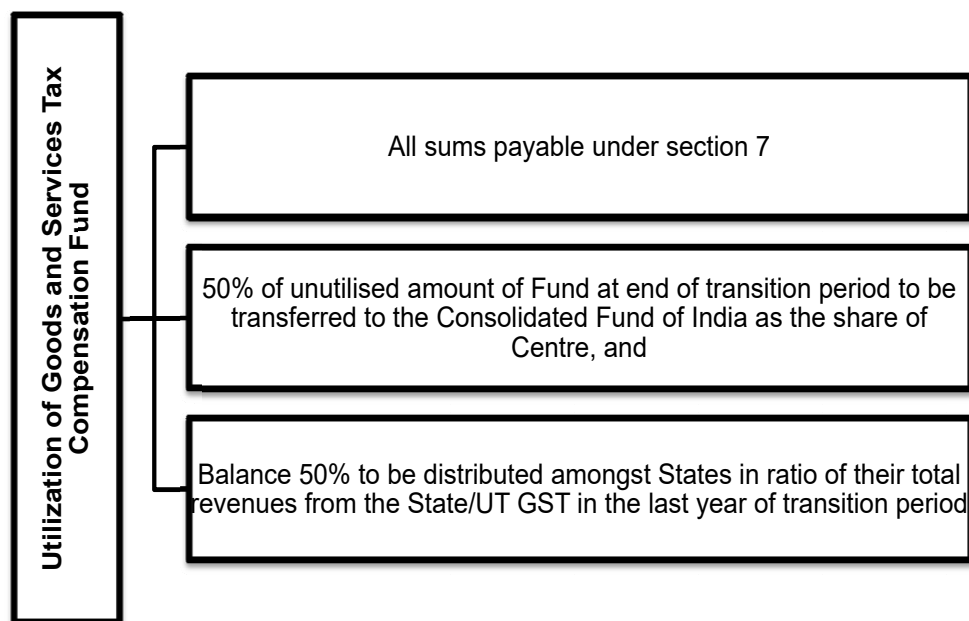 Utilization of Goods and Services Tax
Compensation Fund
All sums payable under section 7
50% of unutilised amount of Fund at end of transition period to be
transferred to the Consolidated Fund of India as the share of
Centre, and
Balance 50% to be distributed amongst States in ratio of their total
revenues from the State/UT GST in the last year of transition period